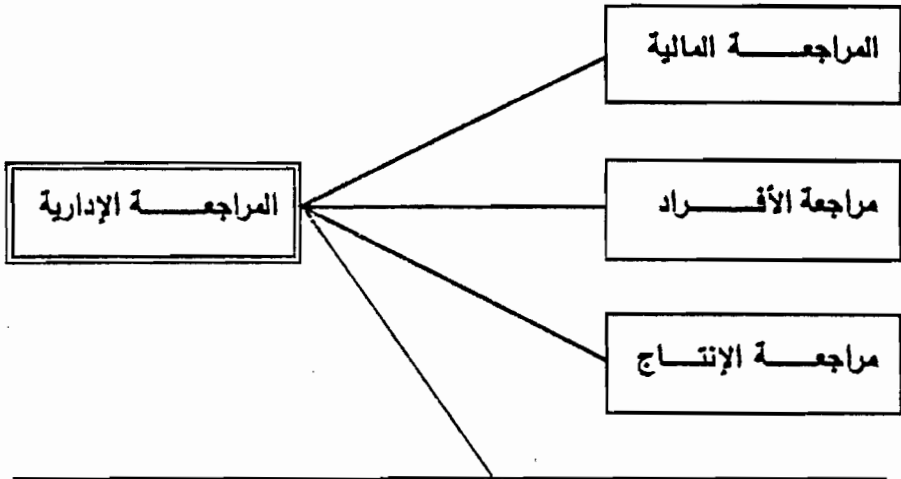 المراجعة المالية
المراجعة الإدارية
مراجعة الأفراد
مراجعة الإنتاج